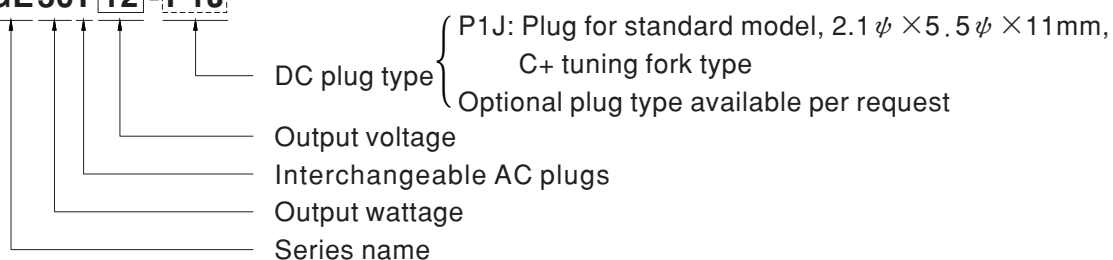 P1J: Plug for standard model, 2.1ψ×5.5ψ×11mm,
C+ tuning fork type
DC plug type
Optional plug type available per request
Output voltage
Interchangeable AC plugs
Output wattage
Series name